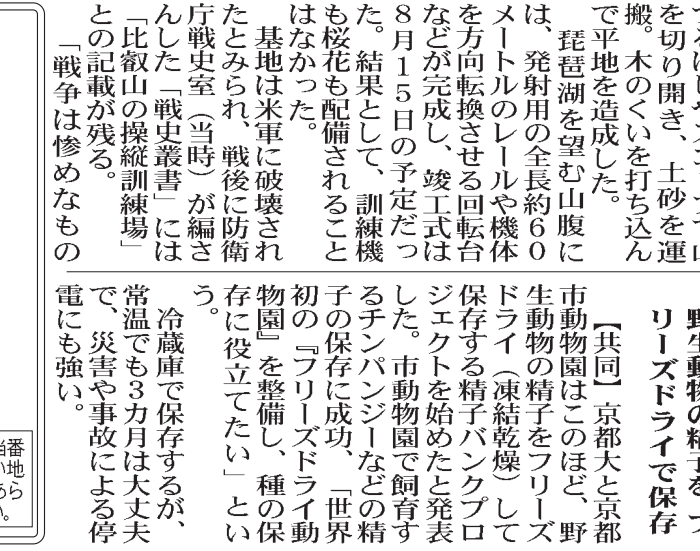 を切り開き、土砂を運
搬。木のくいを打ち込ん
で平地を造成した。
琵琶湖を望む山腹に
は、発射用の全長約６０
メートルのレールや機体
を方向転換させる回転台
などが完成し、竣工式は
８月１５日の予定だっ
た。結果として、訓練機
も桜花も配備されること
はなかった。
基地は米軍に破壊され
たとみられ、戦後に防衛
庁戦史室（当時）が編さ
んした「戦史叢書」には
「比叡山の操縦訓練場」
との記載が残る。
「戦争は惨めなもの
野生動物の精子を
リーズドライで保存
【共同】京都大と京都
市動物園はこのほど、野
生動物の精子をフリーズ
ドライ（凍結乾燥）して
保存する精子バンクプロ
ジェクトを始めたと発表
した。市動物園で飼育す
るチンパンジーなどの精
子の保存に成功、「世界
初の『フリーズドライ動
物園』を整備し、種の保
存に役立てたい」とい
う。
冷蔵庫で保存するが、
常温でも３カ月は大丈夫
で、災害や事故による停
電にも強い。
番地